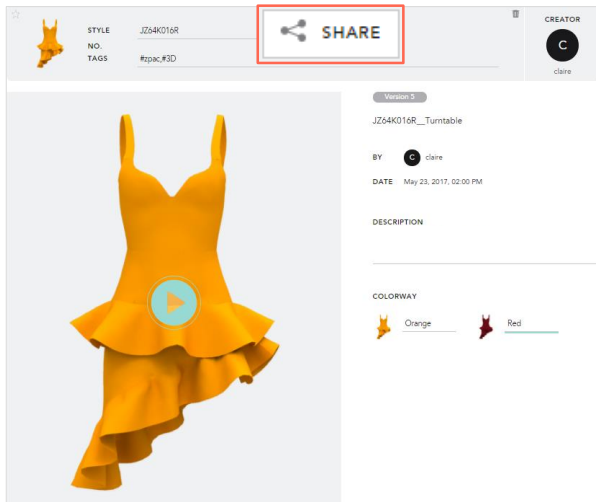 STYLE NO. JZ64K016R
TAGS #zpac,#3D
SHARE
CREATOR
C
claire
Version 5
JZ64K016R__Turntable
BY C claire
DATE May 23, 2017, 02:00 PM
DESCRIPTION
COLORWAY
Orange Red